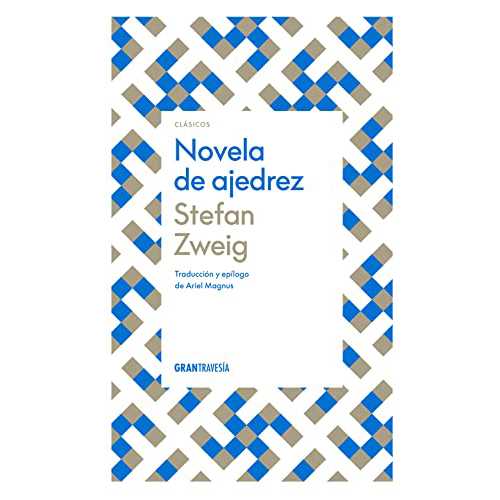 CLÁSICOS
Novela
de ajedrez
Stefan
Zweig
Traducción y epílogo
de Ariel Magnus
GRANTRAVESÍA